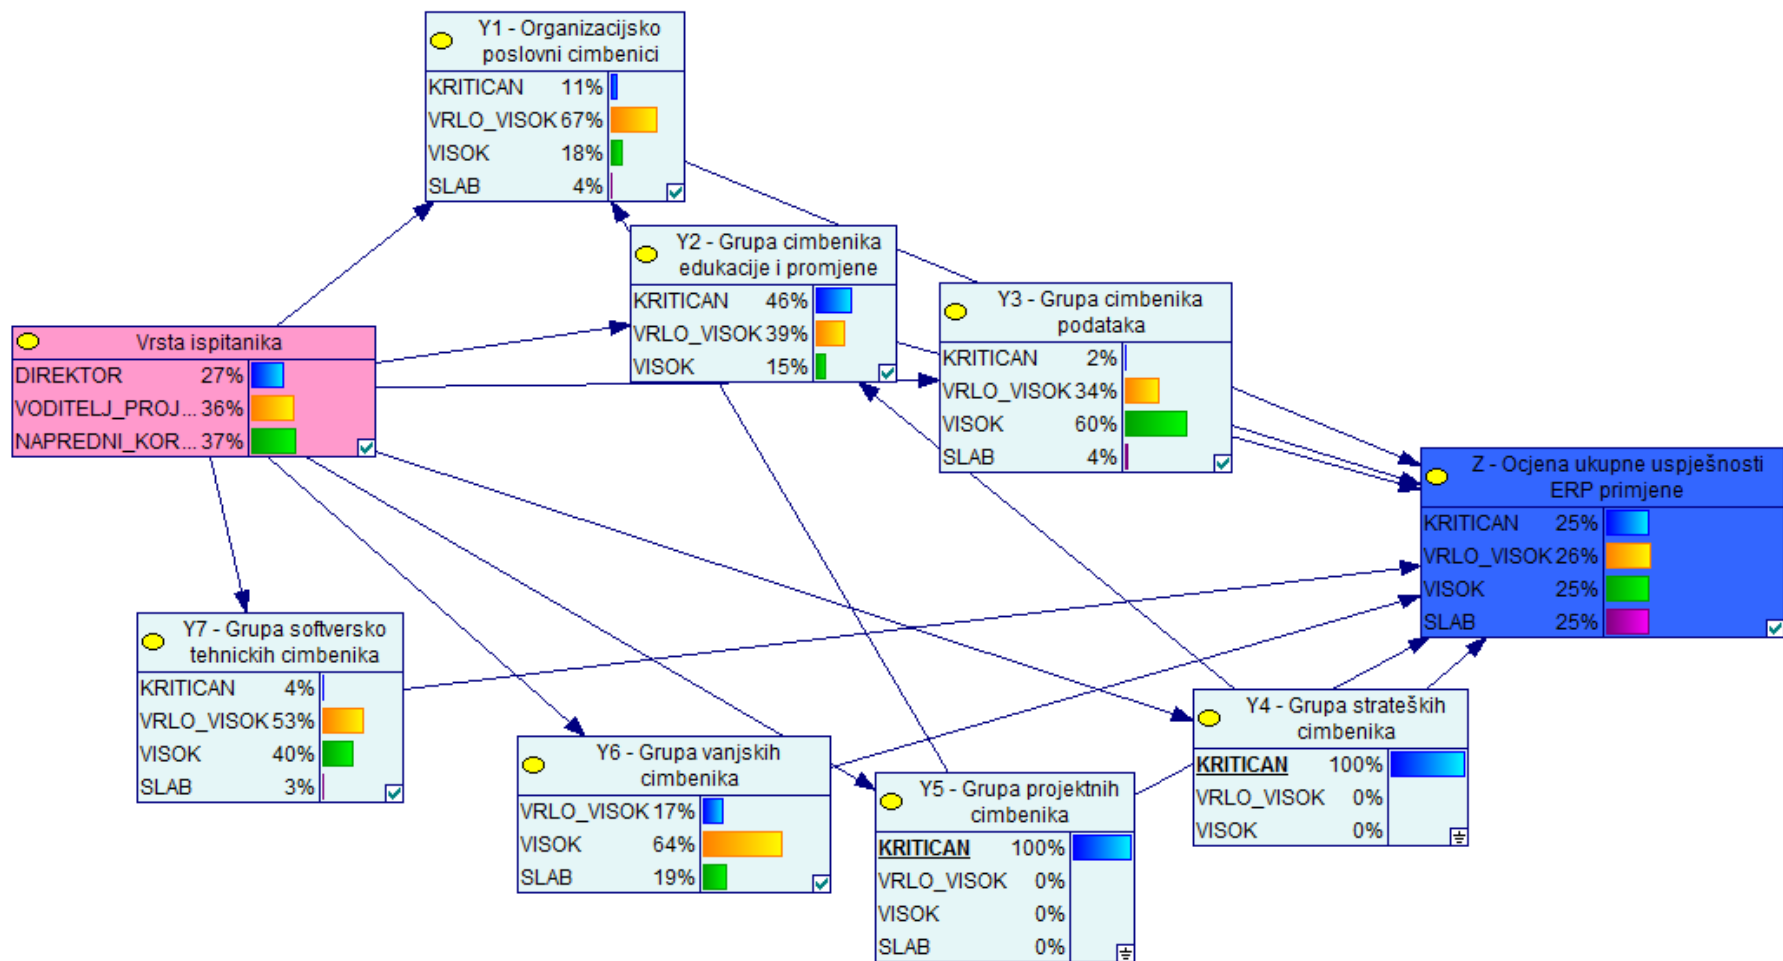 Y1 - Organizacijsko
poslovni cimbenici
KRITICAN 11%
VRLO_VISOK 67%
VISOK 18%
SLAB 4%
Y2 - Grupa cimbenika
edukacije i promjene
KRITICAN 46%
VRLO_VISOK 39%
VISOK 15%
Y3 - Grupa cimbenika
podataka
KRITICAN 2%
VRLO_VISOK 34%
VISOK 60%
SLAB 4%
Vrsta ispitanika
DIREKTOR 27%
VODITELJ_PROJ... 36%
NAPREDNI_KOR... 37%
Z - Ocjena ukupne uspješnosti
ERP primjene
KRITICAN 25%
VRLO_VISOK 26%
VISOK 25%
SLAB 25%
Y7 - Grupa softversko
tehnickih cimbenika
KRITICAN 4%
VRLO_VISOK 53%
VISOK 40%
SLAB 3%
Y6 - Grupa vanjskih
cimbenika
VRLO_VISOK 17%
VISOK 64%
SLAB 19%
Y5 - Grupa projektnih
cimbenika
KRITICAN 100%
VRLO_VISOK 0%
VISOK 0%
SLAB 0%
Y4 - Grupa strateških
cimbenika
KRITICAN 100%
VRLO_VISOK 0%
VISOK 0%